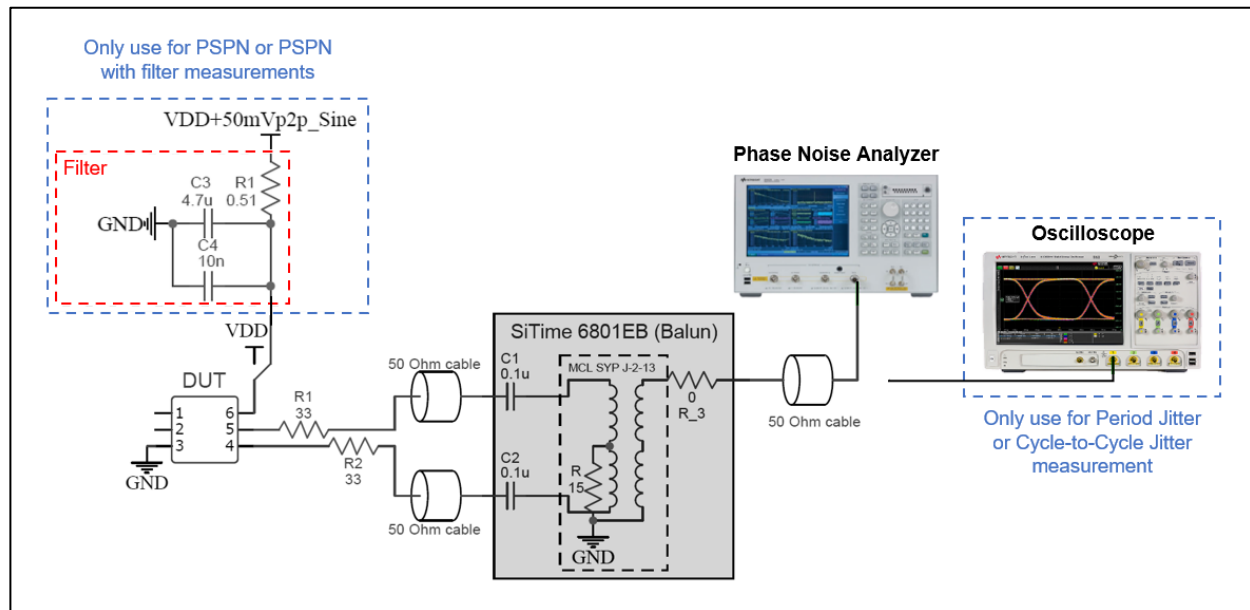 Only use for PSPN or PSPN
with filter measurements
VDD+50mVp2p_Sine
Filter
C3
4.7u
R1
0.51
GND
C4
10n
VDD
DUT
1
2
3
6
5
4
GND
R1
33
R2
33
50 Ohm cable
50 Ohm cable
SiTime 6801EB (Balun)
C1
0.1u
MCL SYP J-2-13
C2
0.1u
R
15
GND
0
R_3
Phase Noise Analyzer
50 Ohm cable
Oscilloscope
Only use for Period Jitter
or Cycle-to-Cycle Jitter
measurement